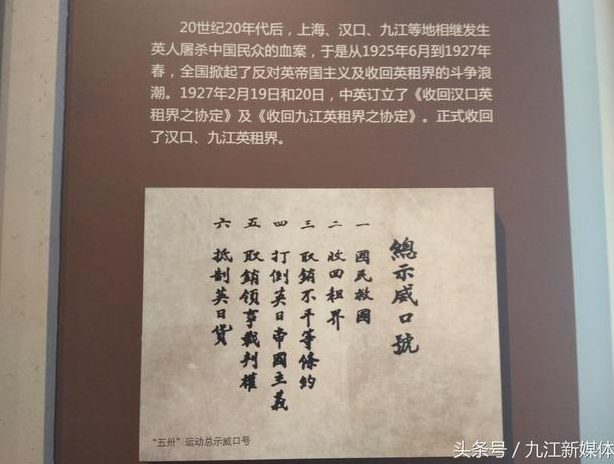 20世纪20年代后，上海、汉口、九江等地相继发生
英人屠杀中国民众的血案，于是从1925年6月到1927年
春，全国掀起了反对英帝国主义及收回英租界的斗争浪
潮。1927年2月19日和20日，中英订立了《收回汉口英
租界之协定》及《收回九江英租界之协定》。正式收回
了汉口、九江英租界。
總示威口號
一 國民救國
二 收回租界
三 取銷不平等條約
四 打倒英日帝國主義
五 取銷領事裁判權
六 抵制英日貨
“五卅”运动总示威口号
头条号／九江新媒体